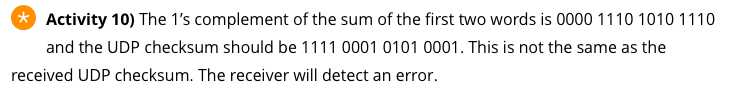 Activity 10) The 1’s complement of the sum of the first two words is 0000 1110 1010 1110
and the UDP checksum should be 1111 0001 0101 0001. This is not the same as the
received UDP checksum. The receiver will detect an error.